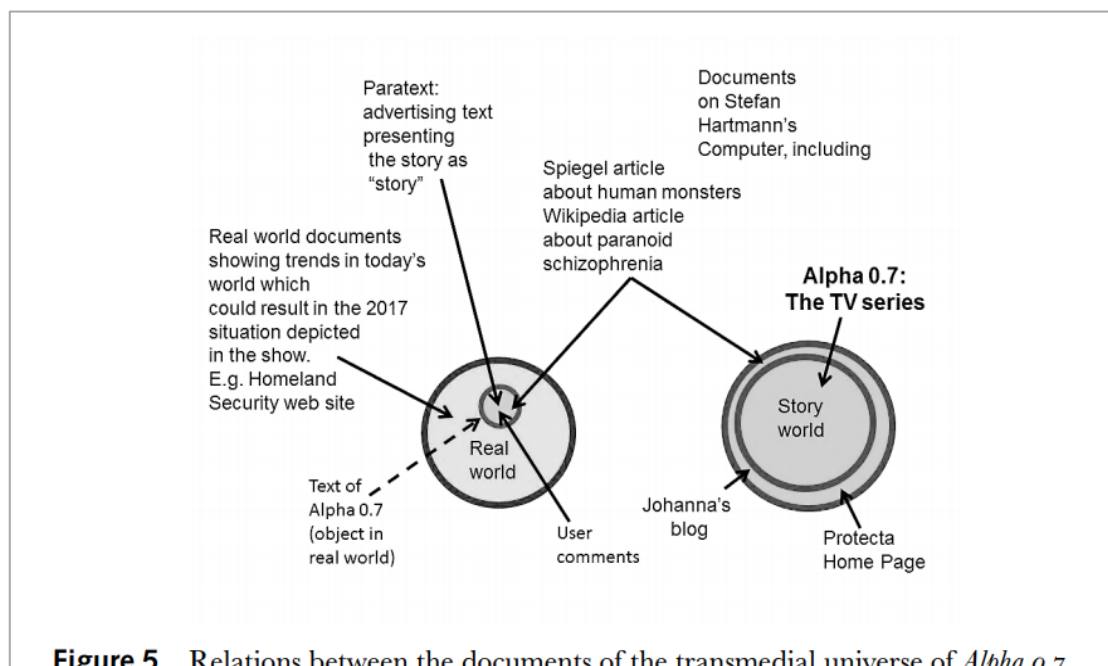 Paratext:
advertising text
presenting
the story as
“story”
Documents
on Stefan
Hartmann’s
Computer, including
Spiegel article
about human monsters
Wikipedia article
about paranoid
schizophrenia
Real world documents
showing trends in today’s
world which
could result in the 2017
situation depicted
in the show.
E.g. Homeland
Security web site
Alpha 0.7:
The TV series
Story
world
Real
world
Text of
Alpha 0.7
(object in
real world)
User
comments
Johanna’s
blog
Protecta
Home Page
Figure 5 Relations between the documents of the transmedial universe of Alpha 0.7